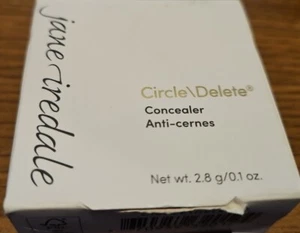 jane iredale
Circle\Delete®
Concealer
Anti-cernes
Net wt. 2.8 g/0.1 oz.